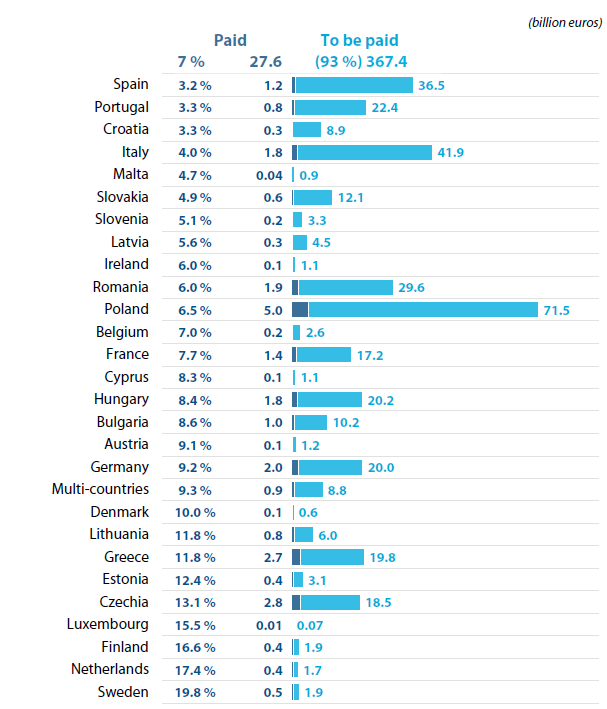 (billion euros)
Paid To be paid
7 % 27.6 (93 %) 367.4
Spain 3.2 % 1.2 36.5
Portugal 3.3 % 0.8 22.4
Croatia 3.3 % 0.3 8.9
Italy 4.0 % 1.8 41.9
Malta 4.7 % 0.04 0.9
Slovakia 4.9 % 0.6 12.1
Slovenia 5.1 % 0.2 3.3
Latvia 5.6 % 0.3 4.5
Ireland 6.0 % 0.1 1.1
Romania 6.0 % 1.9 29.6
Poland 6.5 % 5.0 71.5
Belgium 7.0 % 0.2 2.6
France 7.7 % 1.4 17.2
Cyprus 8.3 % 0.1 1.1
Hungary 8.4 % 1.8 20.2
Bulgaria 8.6 % 1.0 10.2
Austria 9.1 % 0.1 1.2
Germany 9.2 % 2.0 20.0
Multi-countries 9.3 % 0.9 8.8
Denmark 10.0 % 0.1 0.6
Lithuania 11.8 % 0.8 6.0
Greece 11.8 % 2.7 19.8
Estonia 12.4 % 0.4 3.1
Czechia 13.1 % 2.8 18.5
Luxembourg 15.5 % 0.01 0.07
Finland 16.6 % 0.4 1.9
Netherlands 17.4 % 0.4 1.7
Sweden 19.8 % 0.5 1.9